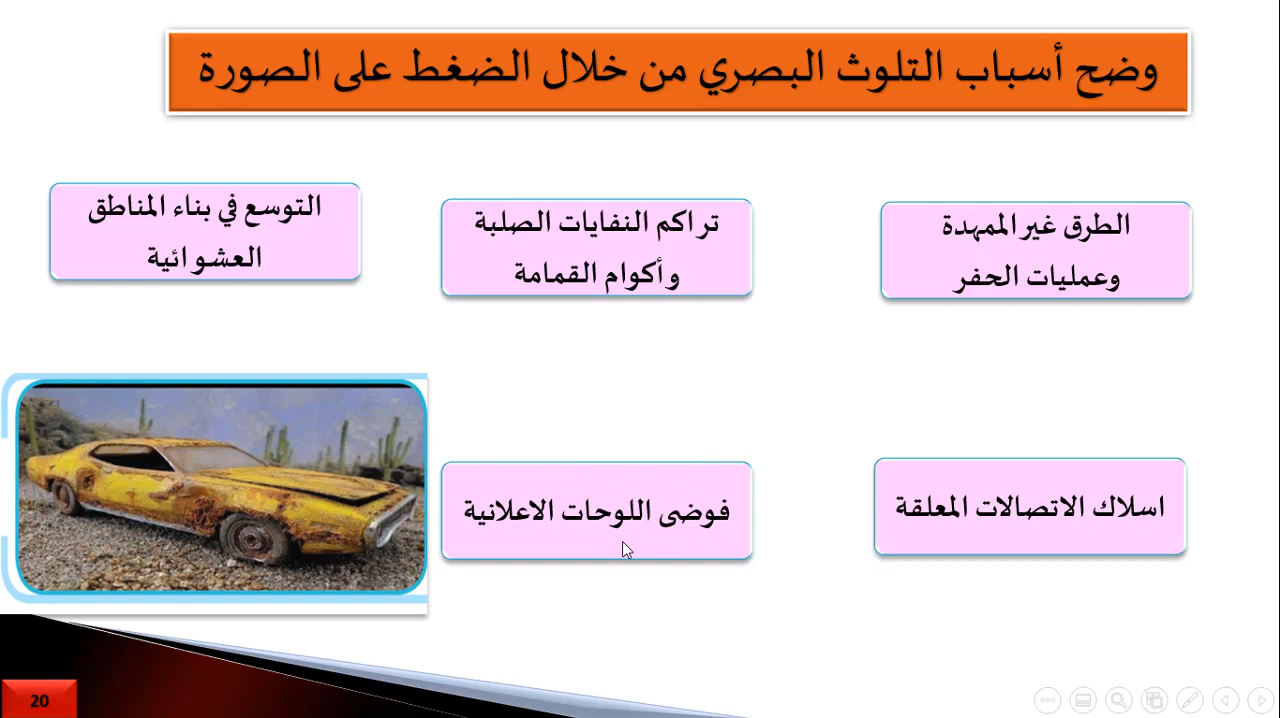 وضح أسباب التلوث البصري من خلال الضغط على الصورة
الطرق غير الممهدة
وعمليات الحفر
تراكم النفايات الصلبة
وأكوام القمامة
التوسع في بناء المناطق
العشوائية
اسلاك الاتصالات المعلقة
فوضى اللوحات الاعلانية
20